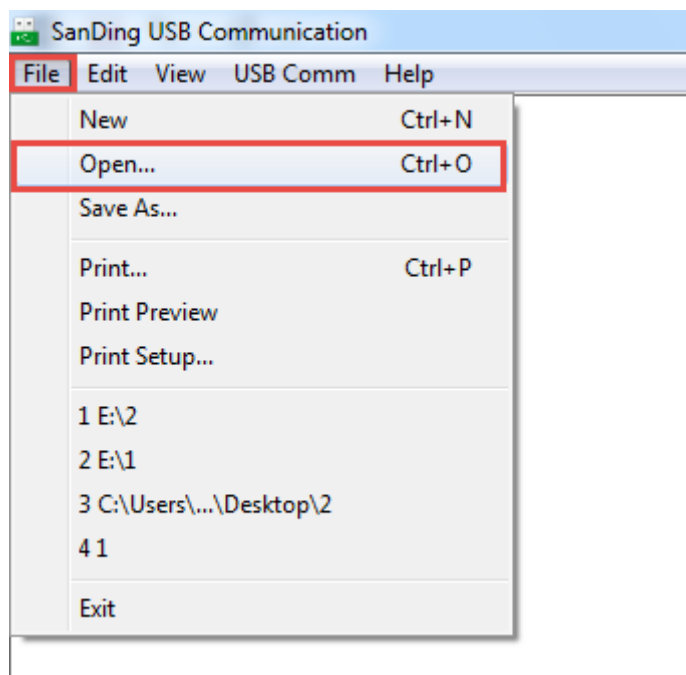 SanDing USB Communication
File Edit View USB Comm Help
New Ctrl+N
Open... Ctrl+O
Save As...
Print... Ctrl+P
Print Preview
Print Setup...
1 E:\2
2 E:\1
3 C:\Users\...\Desktop\2
4 1
Exit